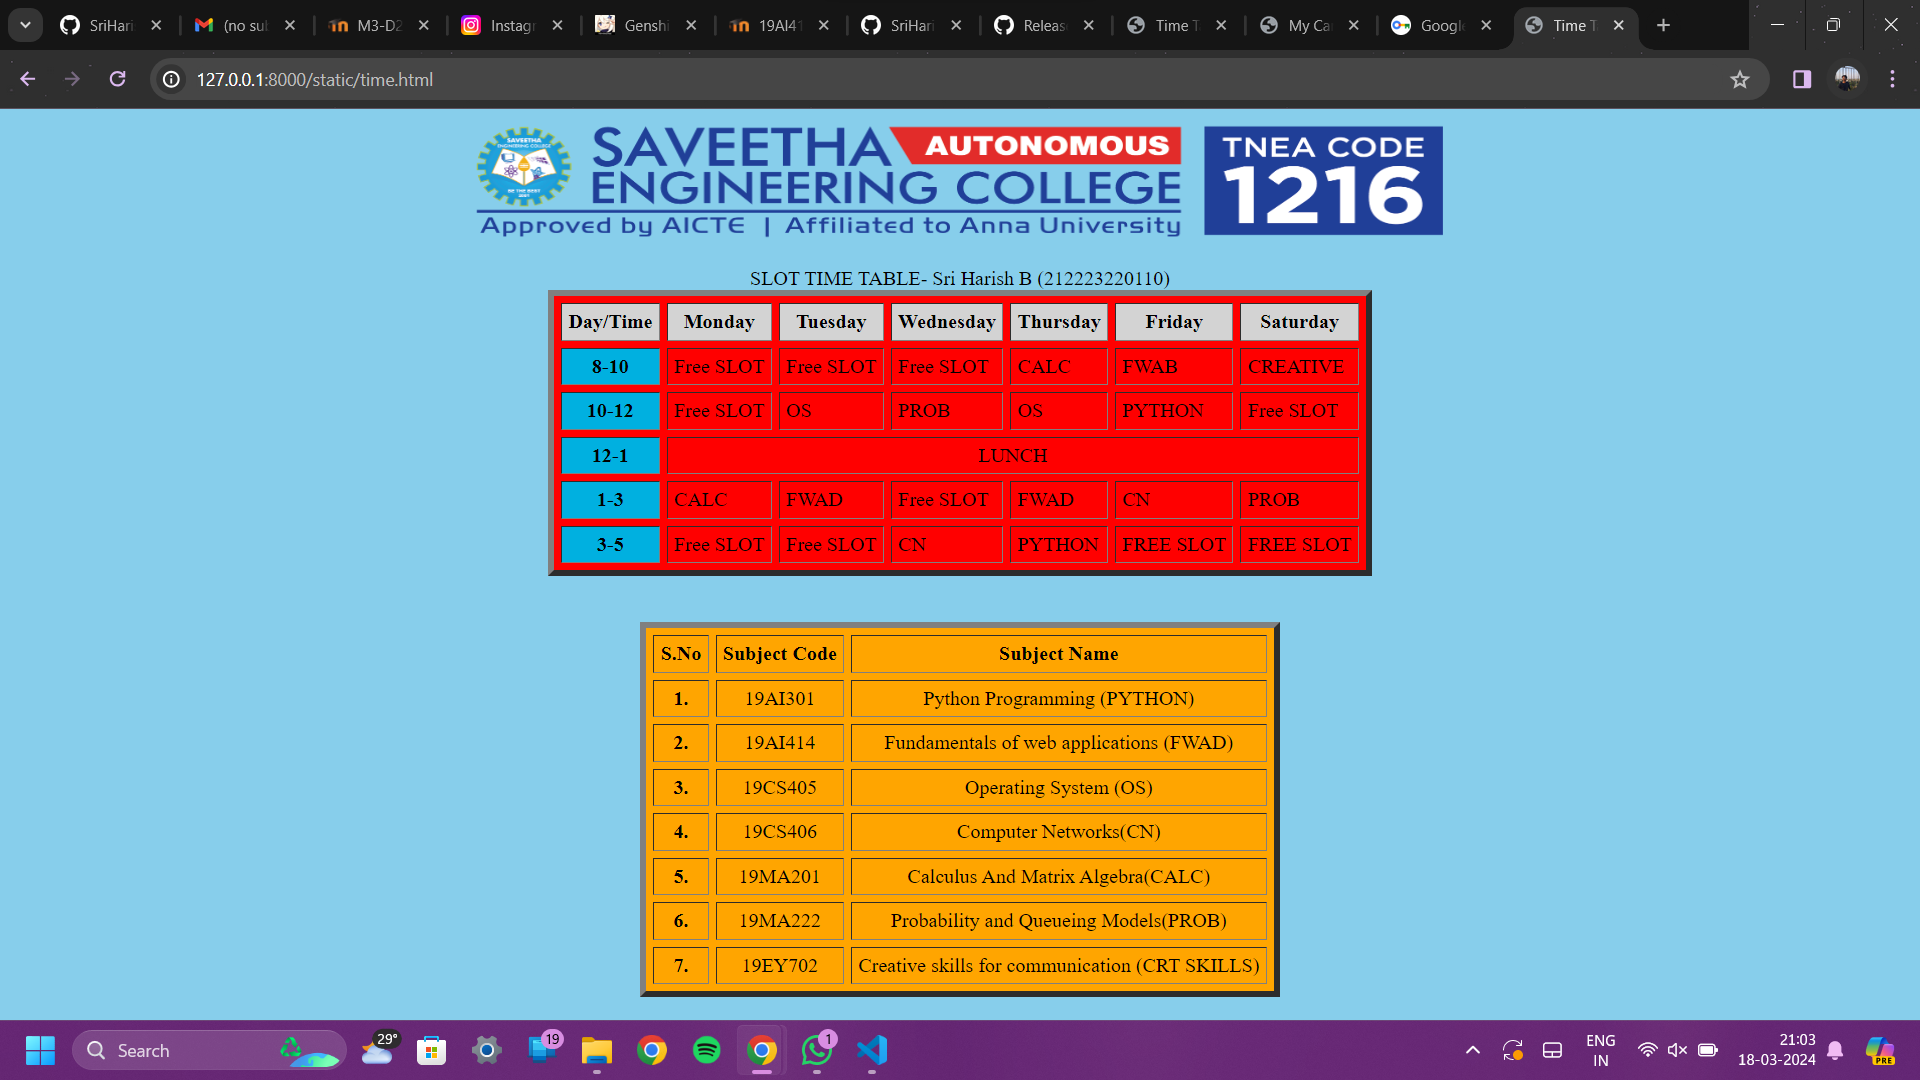 SriHari
(no sub
M3-D2
Instagr
Genshi
19AI41
SriHari
Releas
Time T
My Ca
Google
Time T
127.0.0.1:8000/static/time.html
SAVEETHA AUTONOMOUS
ENGINEERING COLLEGE
Approved by AICTE | Affiliated to Anna University
TNEA CODE
1216
SAVEETHA
ENGINEERING COLLEGE
BE THE BEST
SLOT TIME TABLE- Sri Harish B (212223220110)
Day/Time Monday Tuesday Wednesday Thursday Friday Saturday
8-10 Free SLOT Free SLOT Free SLOT CALC FWAB CREATIVE
10-12 Free SLOT OS PROB OS PYTHON Free SLOT
12-1 LUNCH
1-3 CALC FWAD Free SLOT FWAD CN PROB
3-5 Free SLOT Free SLOT CN PYTHON FREE SLOT FREE SLOT
S.No Subject Code Subject Name
1. 19AI301 Python Programming (PYTHON)
2. 19AI414 Fundamentals of web applications (FWAD)
3. 19CS405 Operating System (OS)
4. 19CS406 Computer Networks(CN)
5. 19MA201 Calculus And Matrix Algebra(CALC)
6. 19MA222 Probability and Queueing Models(PROB)
7. 19EY702 Creative skills for communication (CRT SKILLS)
Search
29°
19
1
ENG
IN
21:03
18-03-2024
PRE